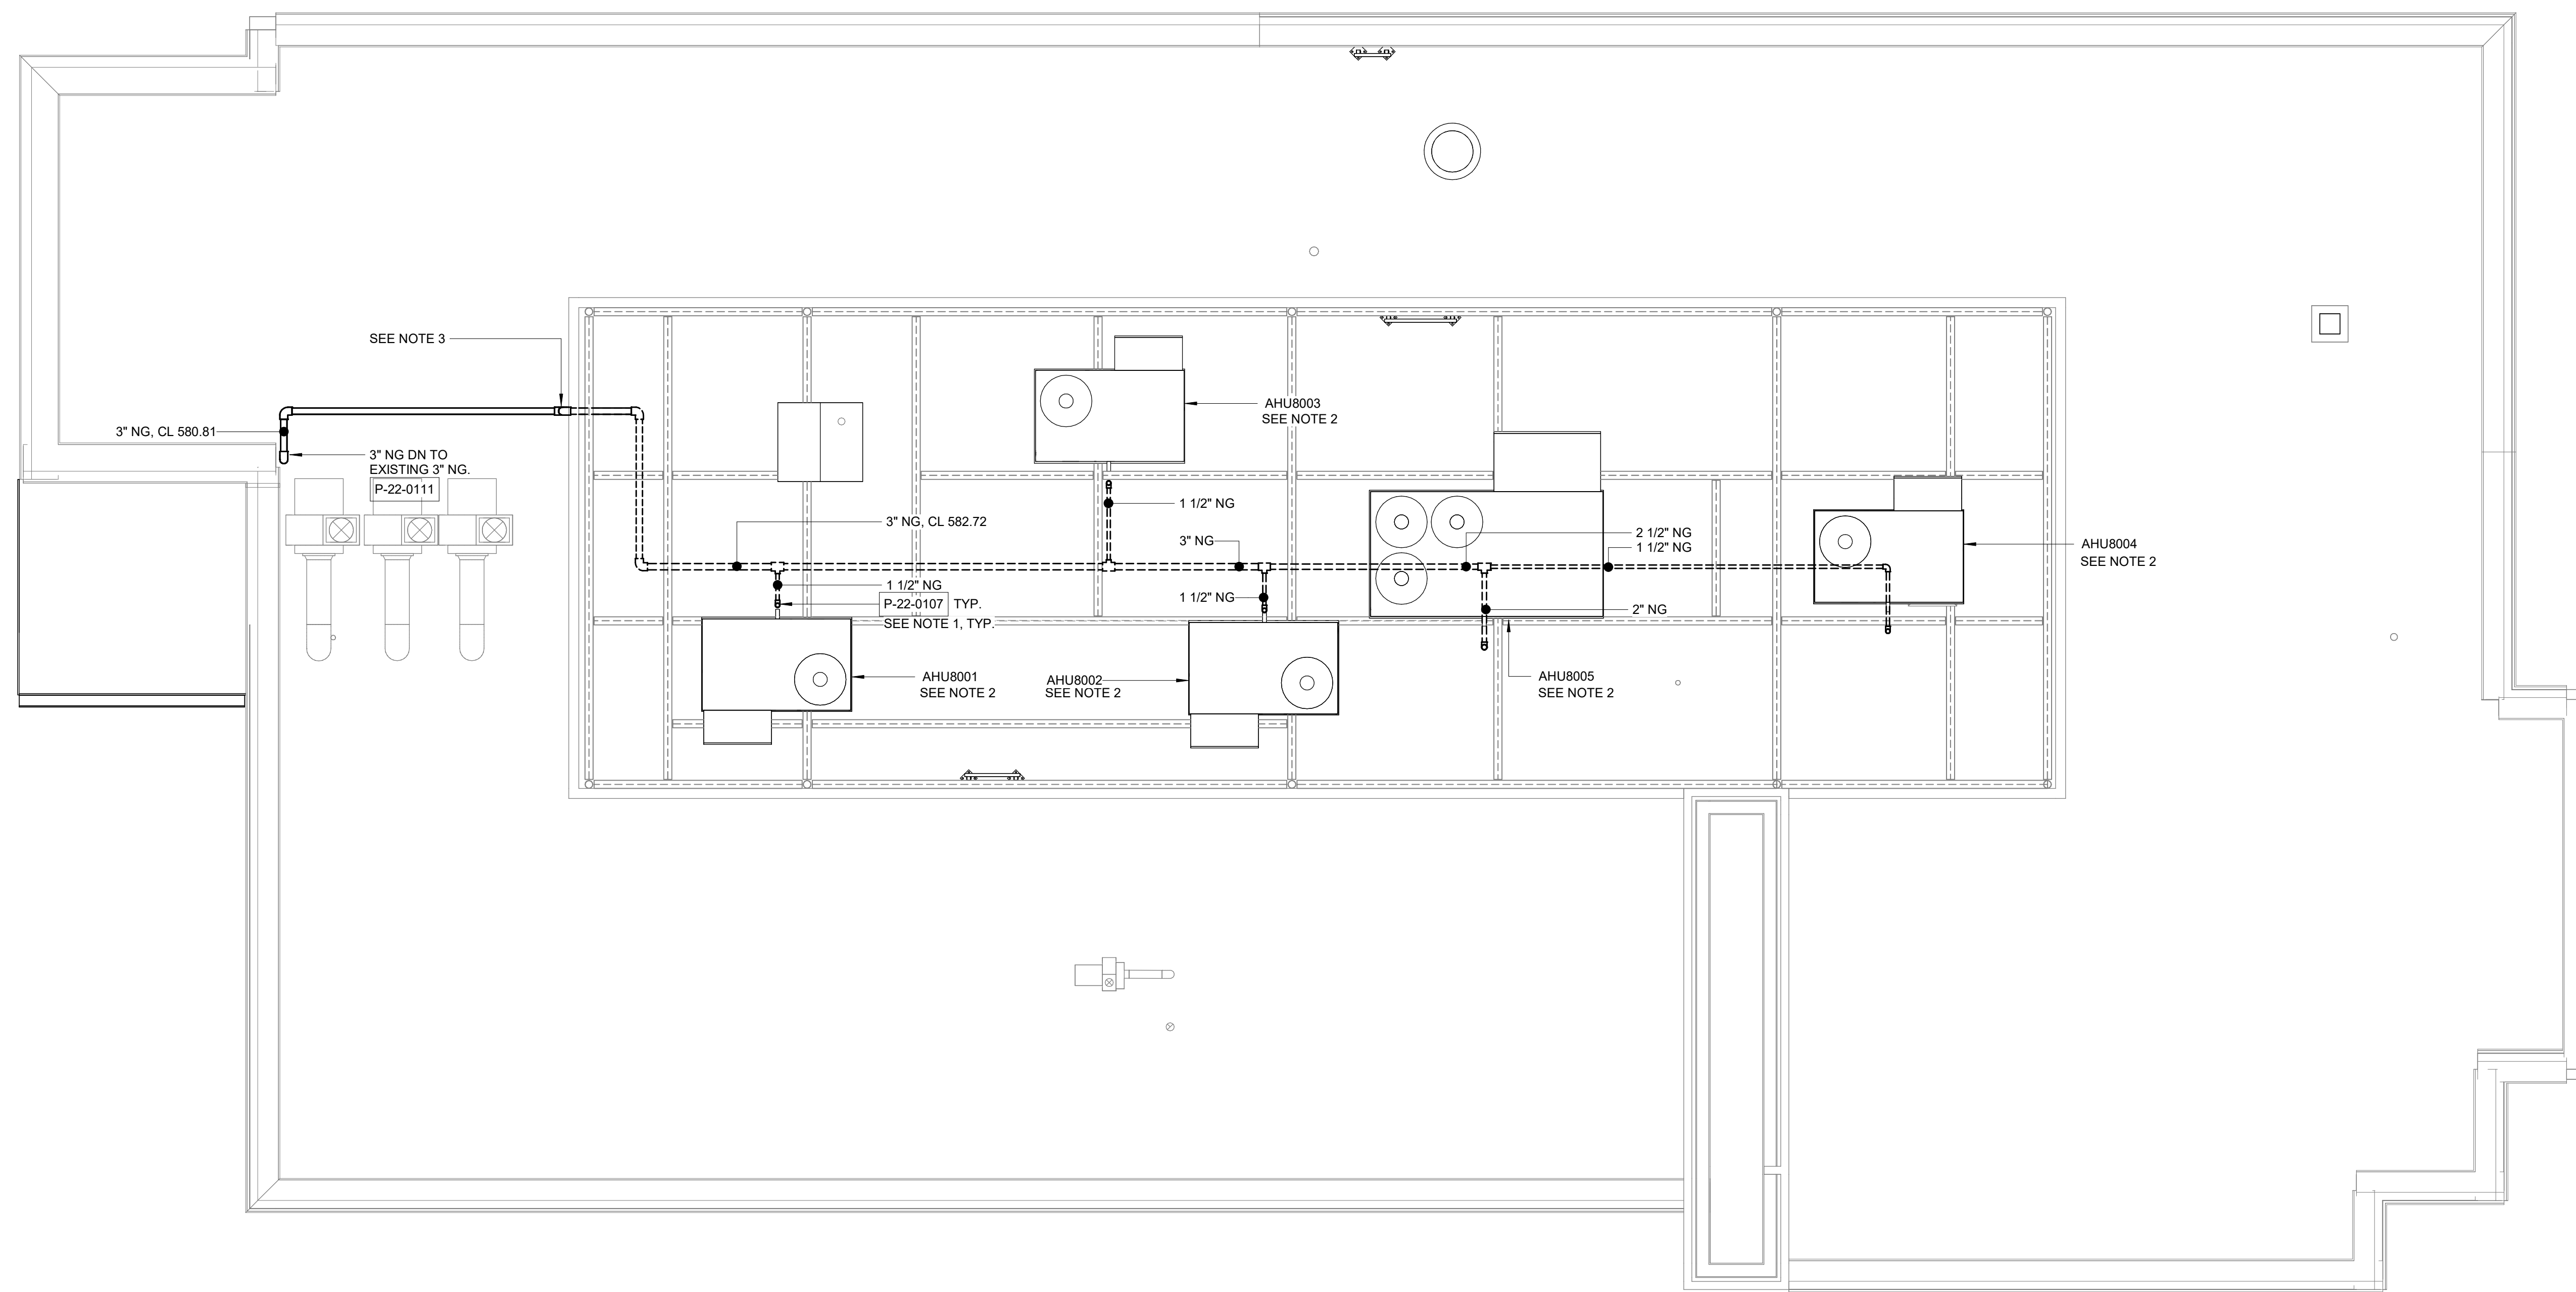 SEE NOTE 3
3" NG, CL 580.81
3" NG DN TO
EXISTING 3" NG.
P-22-0111
AHU8003
SEE NOTE 2
1 1/2" NG
3" NG, CL 582.72
3" NG
2 1/2" NG
1 1/2" NG
AHU8004
SEE NOTE 2
1 1/2" NG
P-22-0107 TYP.
SEE NOTE 1, TYP.
1 1/2" NG
2" NG
AHU8001
SEE NOTE 2
AHU8002
SEE NOTE 2
AHU8005
SEE NOTE 2